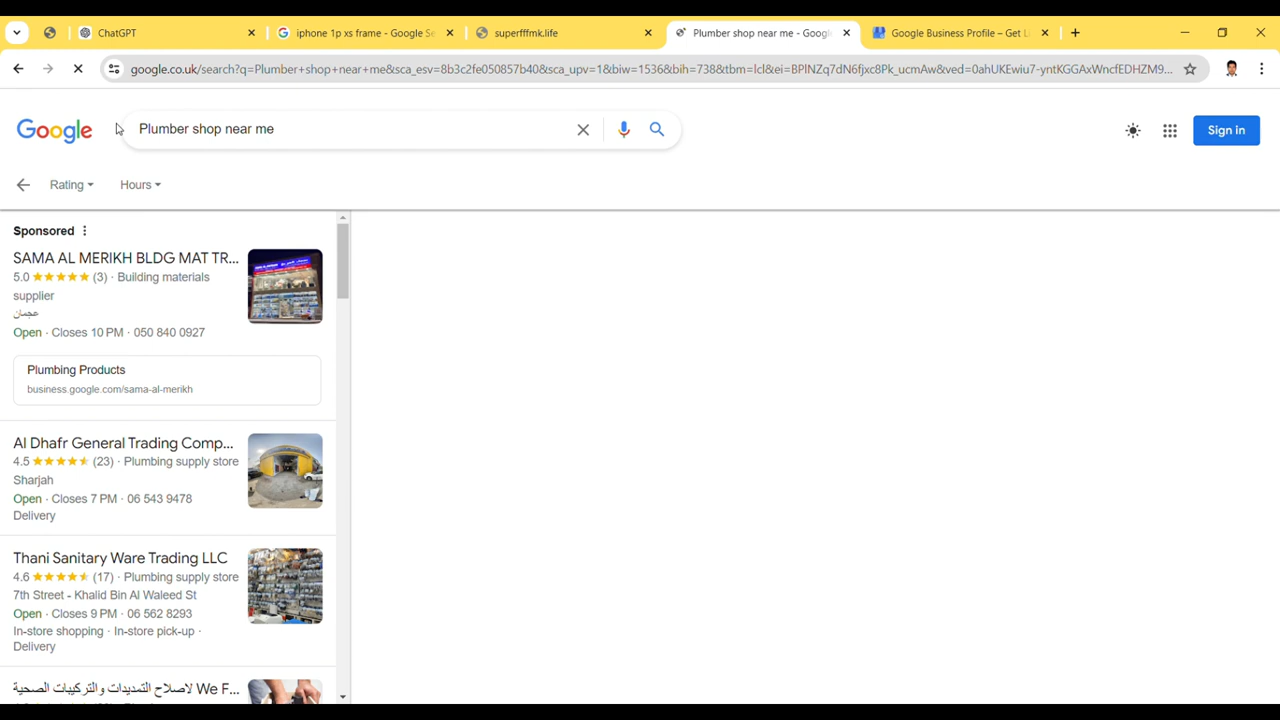 ChatGPT
iphone 1p xs frame - Google Se
superfffmk.life
Plumber shop near me - Googl
Google Business Profile – Get Li
google.co.uk/search?q=Plumber+shop+near+me&sca_esv=8b3c2fe050857b40&sca_upv=1&biw=1536&bih=738&tbm=lcl&ei=BPlNZq7dN6fjxc8Pk_ucmAw&ved=0ahUKEwiu7-yntKGGAxWncfEDHZM9...
Google
Plumber shop near me
Sign in
Rating
Hours
Sponsored
SAMA AL MERIKH BLDG MAT TR...
5.0 ★★★★★ (3) · Building materials
supplier
عجمان
Open · Closes 10 PM · 050 840 0927
Plumbing Products
business.google.com/sama-al-merikh
Al Dhafr General Trading Comp...
4.5 (23) · Plumbing supply store
Sharjah
Open · Closes 7 PM · 06 543 9478
Delivery
Thani Sanitary Ware Trading LLC
4.6 (17) · Plumbing supply store
7th Street - Khalid Bin Al Waleed St
Open · Closes 9 PM · 06 562 8293
In-store shopping · In-store pick-up ·
Delivery
لاصلاح التمديدات والتركيبات الصحية We F...